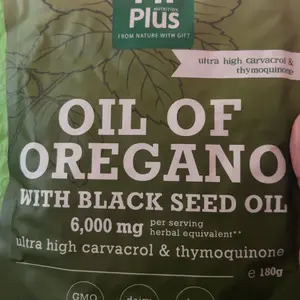 Plus
NUTRITION
FROM NATURE WITH GIFT
ultra high carvacrol &
thymoquinone
OIL OF
OREGANO
WITH BLACK SEED OIL
6,000 mg per serving
herbal equivalent**
ultra high carvacrol & thymoquinone
e 180g
GMO